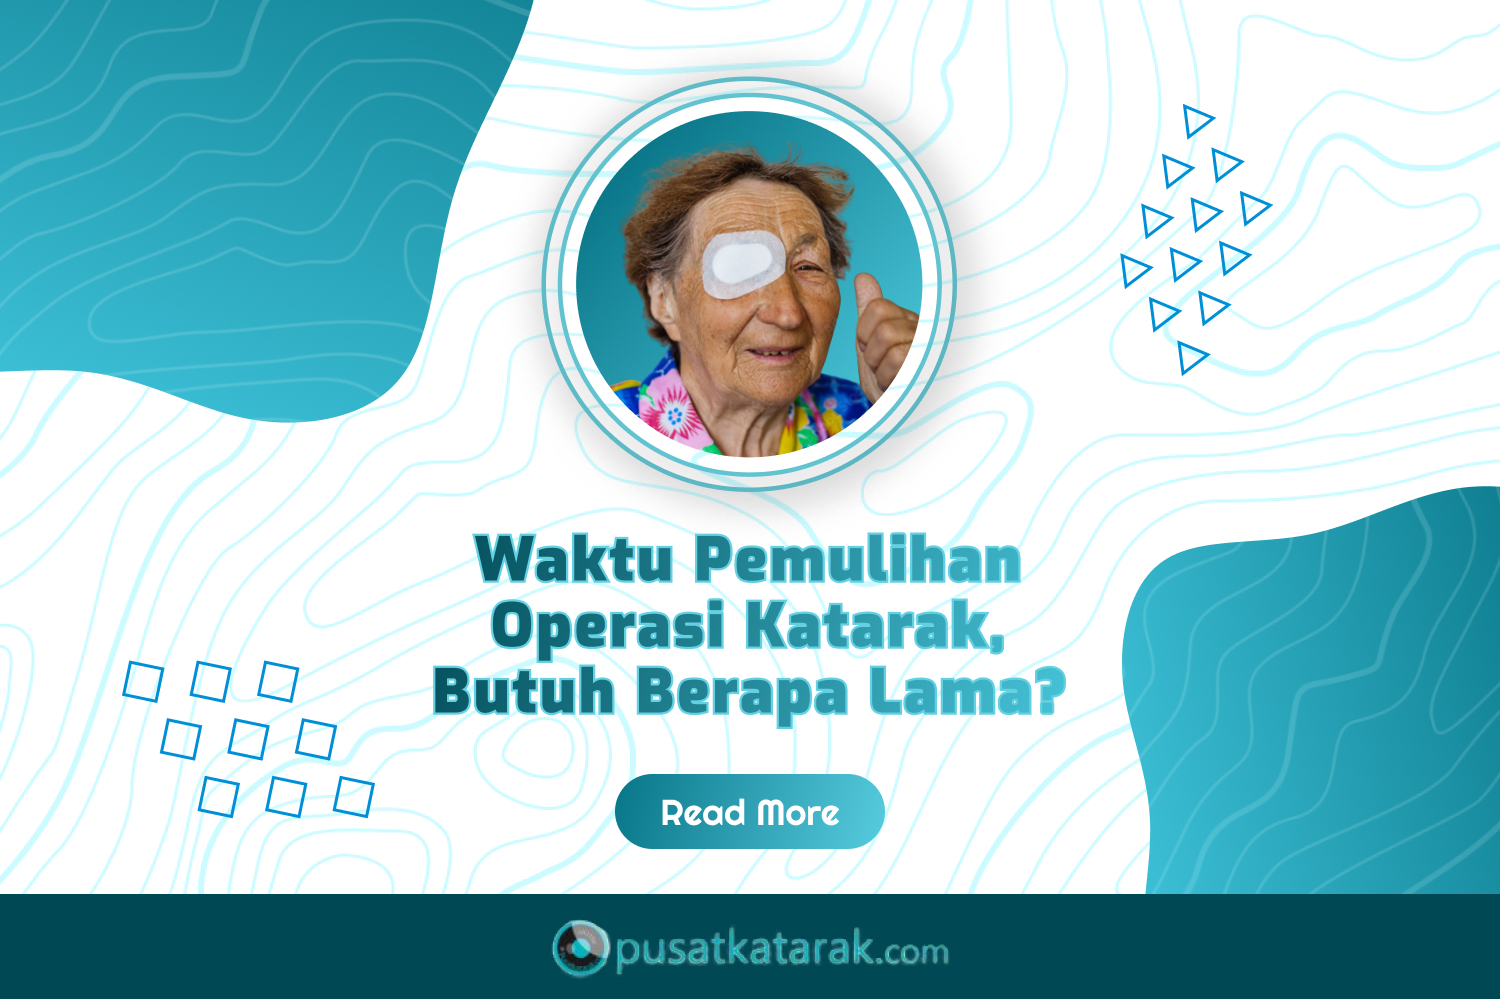 Waktu Pemulihan
Operasi Katarak,
Butuh Berapa Lama?
Read More
pusatkatarak.com